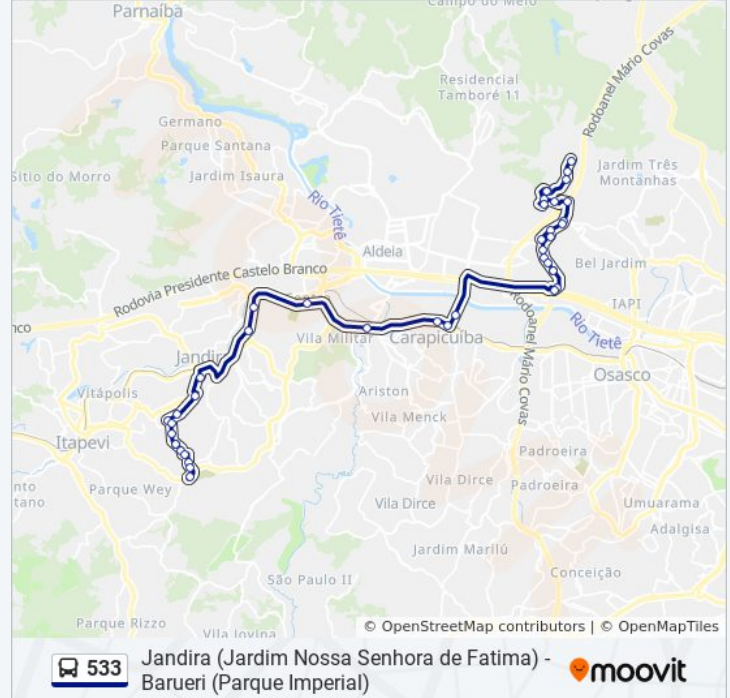 Campo do Meio
Parnaíba
Rodoanel Mário Covas
Residencial
Tamboré 11
Germano
Parque Santana
Sitio do Morro
Jardim Isaura
Jardim Três
Montanhas
Rio Tietê
Aldeia
Bel Jardim
Rodovia Presidente Castelo Branco
IAPI
nco
Rodoanel Mário Covas
Rio Tietê
Vila Militar
Carapicuíba
Jandira
Osasco
Vitápolis
Ariston
Vila Menck
Itapevi
Padroeira
Vila Dirce
Padroeira
nto
tano
Parque Wey
Vila Dirce
Umuarama
Adalgisa
Jardim Marilú
Conceição
São Paulo II
Parque Rizzo
Vila Jovina
© OpenStreetMap contributors | © OpenMapTiles
533
Jandira (Jardim Nossa Senhora de Fatima) -
Barueri (Parque Imperial)
moovit